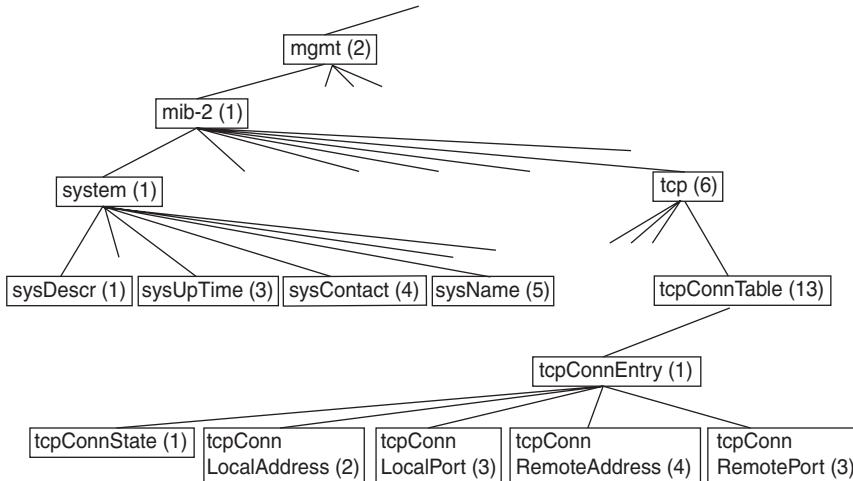 mgmt (2)
mib-2 (1)
system (1)
tcp (6)
sysDescr (1)
sysUpTime (3)
sysContact (4)
sysName (5)
tcpConnTable (13)
tcpConnEntry (1)
tcpConnState (1)
tcpConn
LocalAddress (2)
tcpConn
LocalPort (3)
tcpConn
RemoteAddress (4)
tcpConn
RemotePort (3)